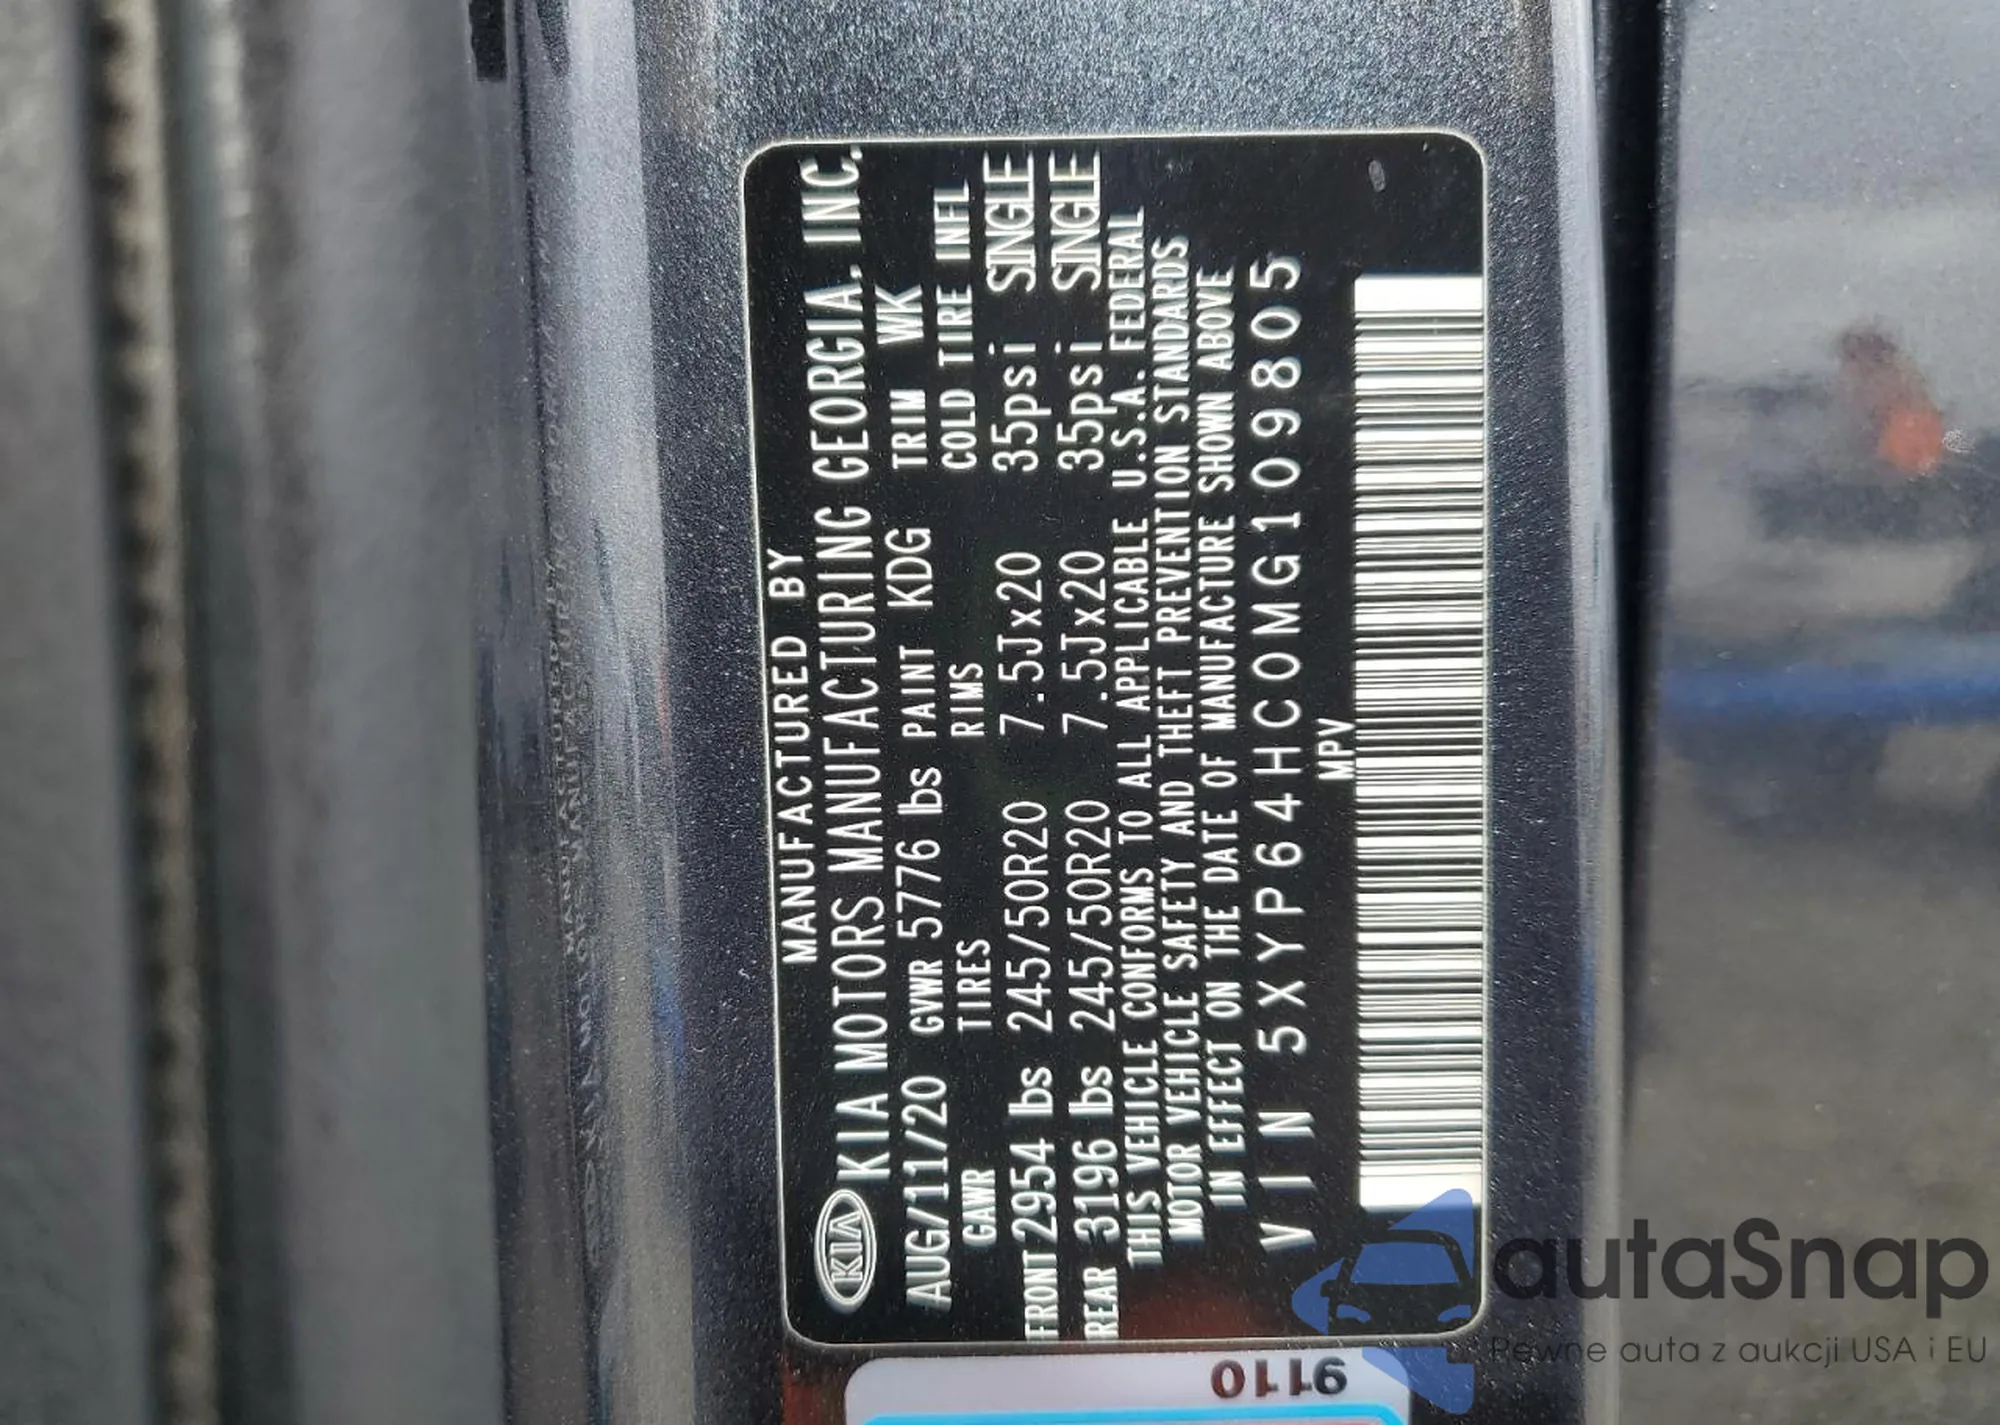 MANUFACTURED BY
KIA KIA MOTORS MANUFACTURING GEORGIA, INC.
AUG/11/20 GVWR 5776 lbs PAINT KDG TRIM WK
GAWR TIRES RIMS COLD TIRE INFL
FRONT 2954 lbs 245/50R20 7.5Jx20 35psi SINGLE
REAR 3196 lbs 245/50R20 7.5Jx20 35psi SINGLE
THIS VEHICLE CONFORMS TO ALL APPLICABLE U.S.A. FEDERAL
MOTOR VEHICLE SAFETY AND THEFT PREVENTION STANDARDS
IN EFFECT ON THE DATE OF MANUFACTURE SHOWN ABOVE
VIN 5XYP64HC0MG109805
MPV
9110
autaSnap
Pewne auta z aukcji USA i EU